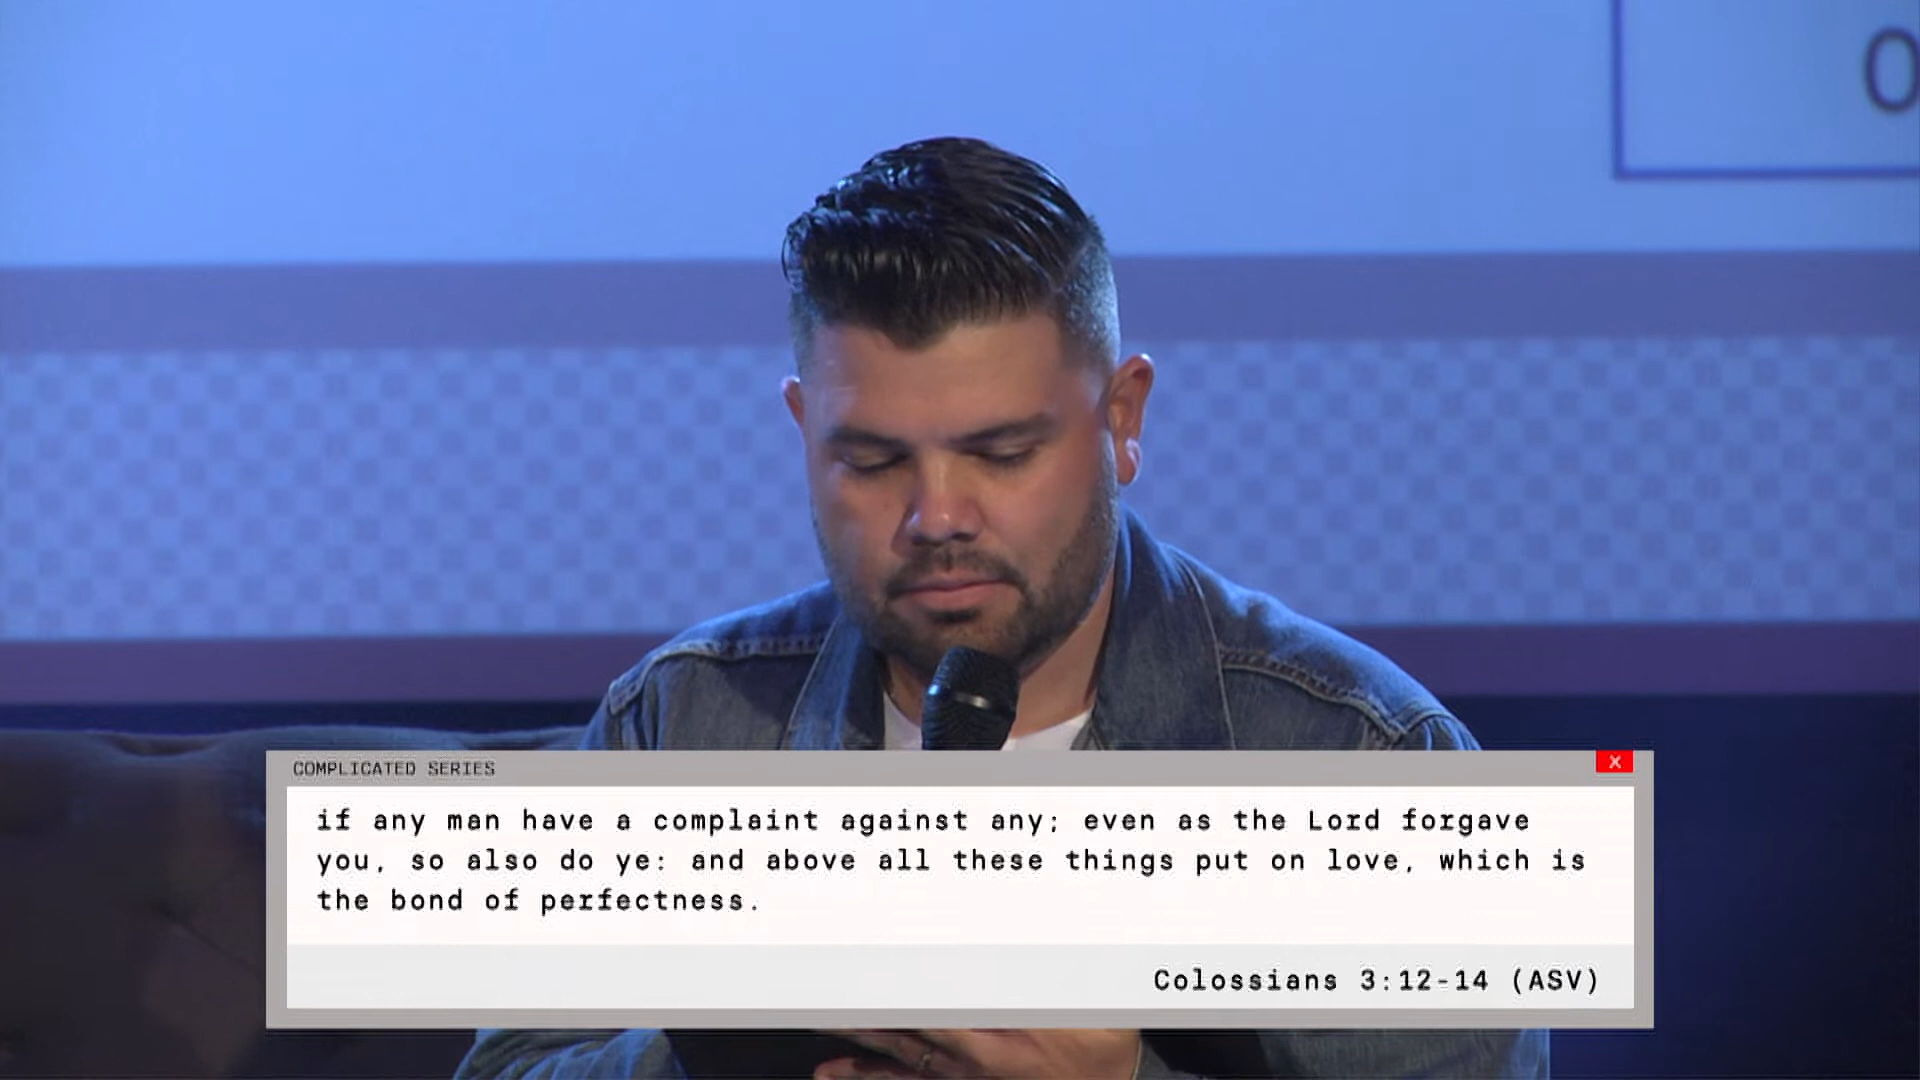 0
COMPLICATED SERIES
X
if any man have a complaint against any; even as the Lord forgave
you, so also do ye: and above all these things put on love, which is
the bond of perfectness.
Colossians 3:12-14 (ASV)